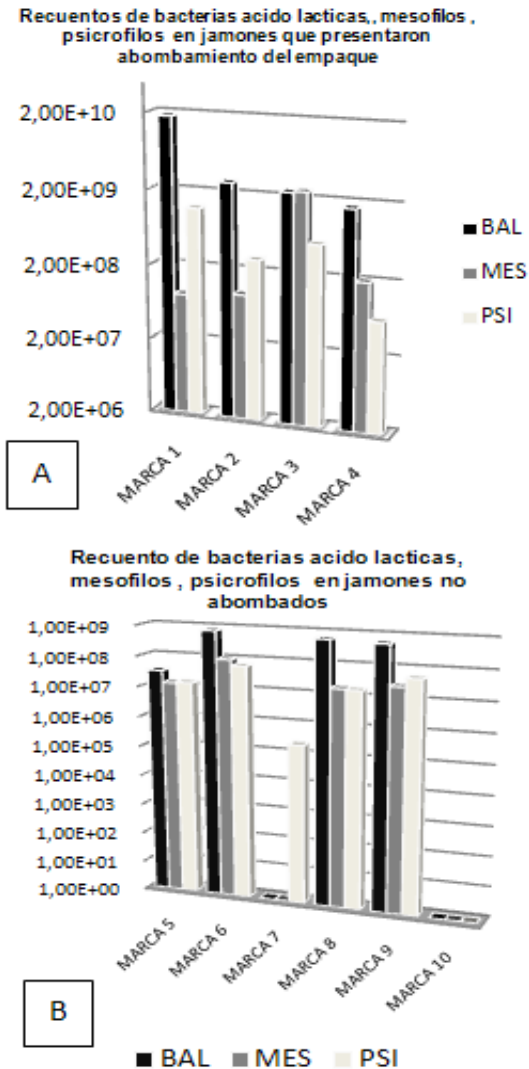 Recuentos de bacterias acido lacticas,, mesofilos ,
psicrofilos en jamones que presentaron
abombamiento del empaque
2,00E+10
2,00E+09
2,00E+08
2,00E+07
2,00E+06
BAL
MES
PSI
MARCA 1
MARCA 2
MARCA 3
MARCA 4
A
Recuento de bacterias acido lacticas,
mesofilos , psicrofilos en jamones no
abombados
1,00E+09
1,00E+08
1,00E+07
1,00E+06
1,00E+05
1,00E+04
1,00E+03
1,00E+02
1,00E+01
1,00E+00
MARCA 5
MARCA 6
MARCA 7
MARCA 8
MARCA 9
MARCA 10
B
BAL MES PSI